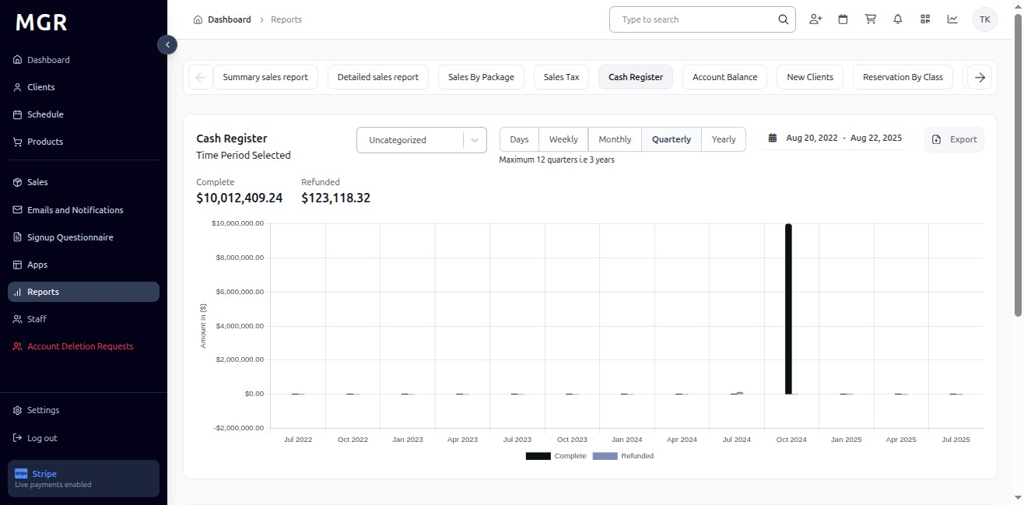 MGR
Dashboard
Clients
Schedule
Products
Sales
Emails and Notifications
Signup Questionnaire
Apps
Reports
Staff
Account Deletion Requests
Settings
Log out
Stripe
Live payments enabled
Dashboard > Reports
Type to search
TK
Summary sales report
Detailed sales report
Sales By Package
Sales Tax
Cash Register
Account Balance
New Clients
Reservation By Class
Cash Register
Time Period Selected
Uncategorized
Days
Weekly
Monthly
Quarterly
Yearly
Maximum 12 quarters i.e 3 years
Aug 20, 2022 - Aug 22, 2025
Export
Complete
$10,012,409.24
Refunded
$123,118.32
Amount in ($)
$10,000,000.00
$8,000,000.00
$6,000,000.00
$4,000,000.00
$2,000,000.00
$0.00
-$2,000,000.00
Jul 2022
Oct 2022
Jan 2023
Apr 2023
Jul 2023
Oct 2023
Jan 2024
Apr 2024
Jul 2024
Oct 2024
Jan 2025
Apr 2025
Jul 2025
Complete
Refunded